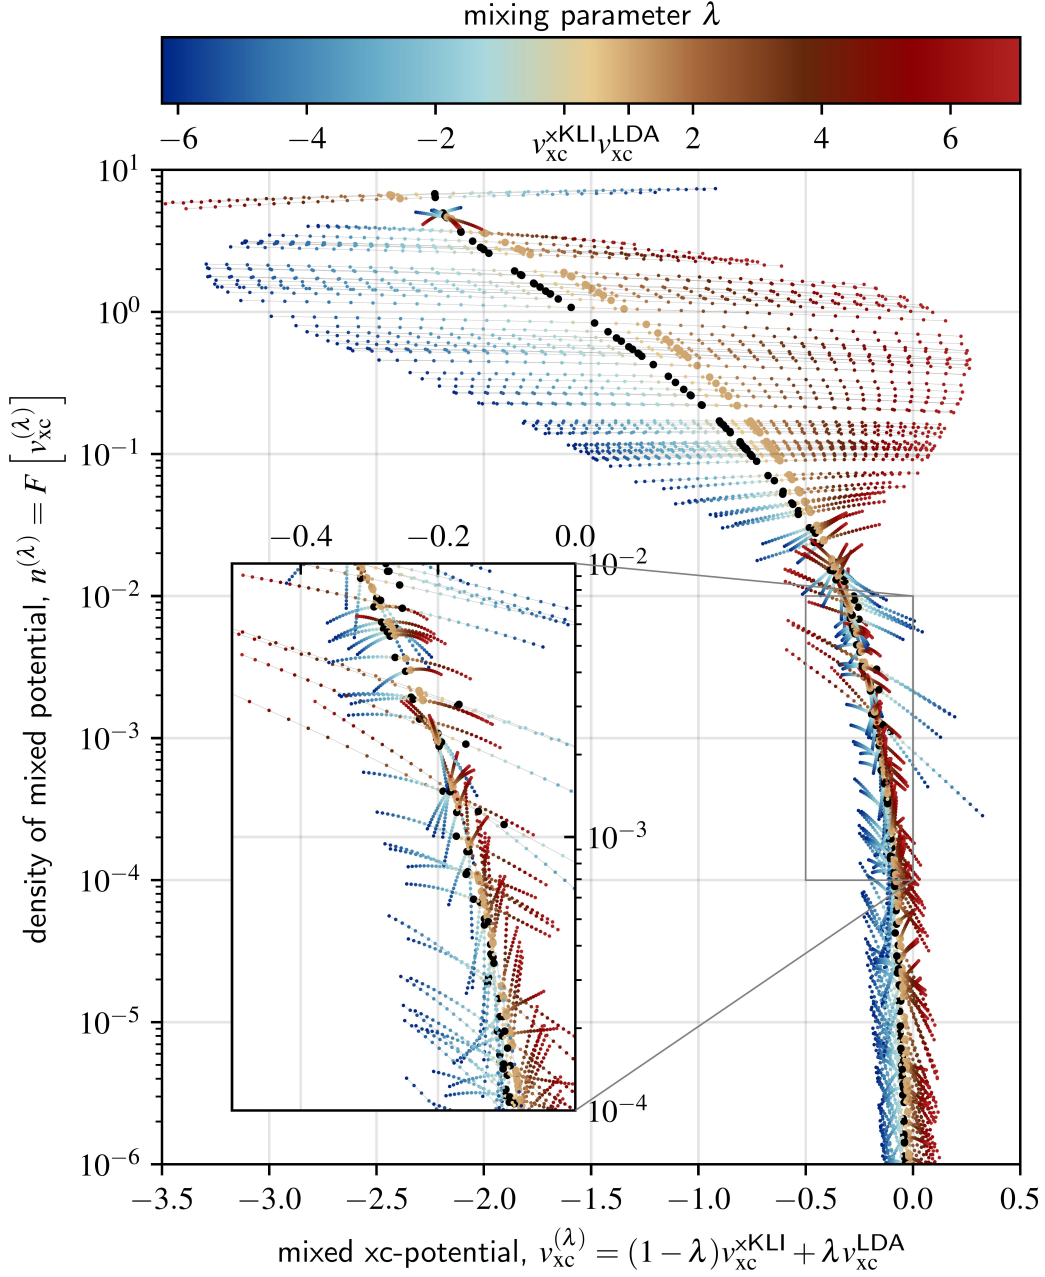 mixing parameter λ
−6 −4 −2 v_xc^xKLI v_xc^LDA 2 4 6
10^1
10^0
10^−1
10^−2
10^−3
10^−4
10^−5
10^−6
density of mixed potential, n^(λ) = F [v_xc^(λ)]
−0.4 −0.2 0.0
10^−2
10^−3
10^−4
−3.5 −3.0 −2.5 −2.0 −1.5 −1.0 −0.5 0.0 0.5
mixed xc-potential, v_xc^(λ) = (1−λ)v_xc^xKLI + λv_xc^LDA